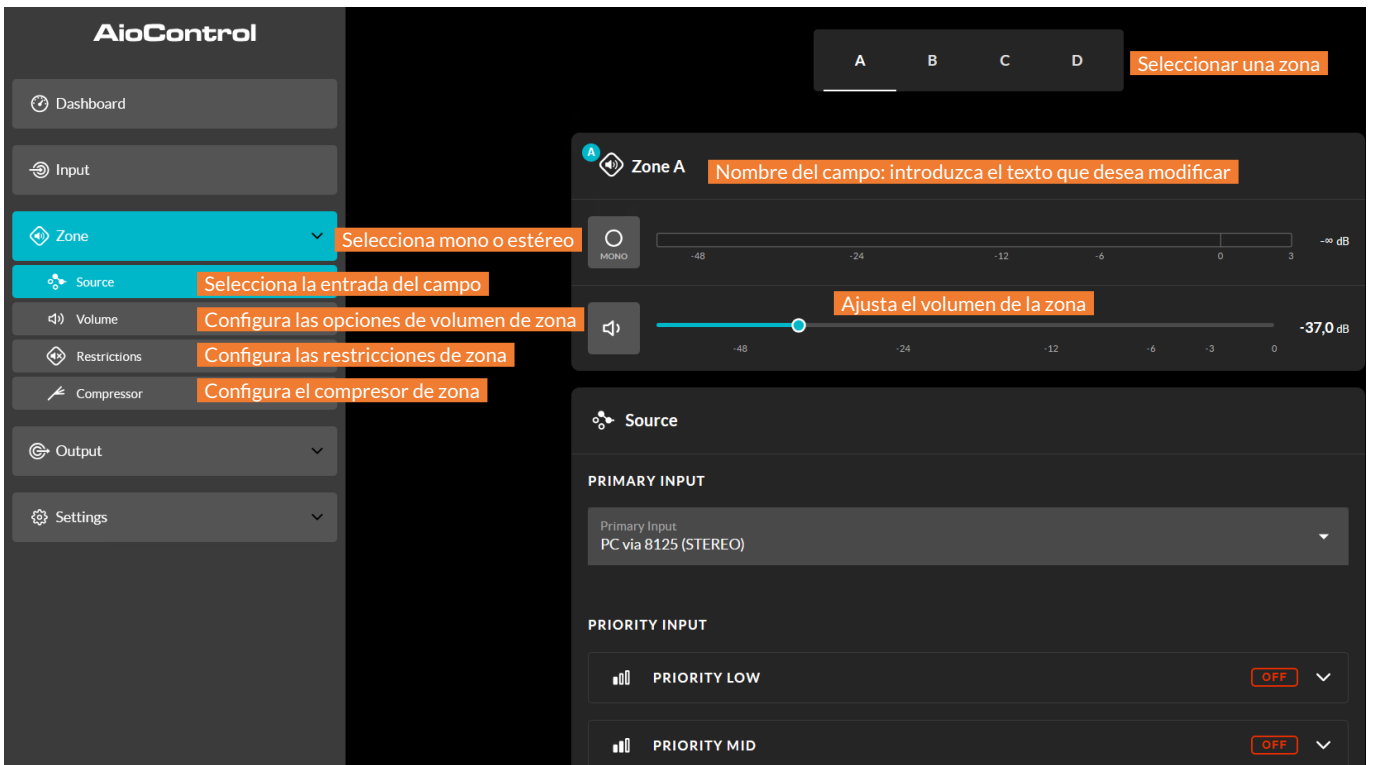 AioControl
Dashboard
Input
Zone
Source
Volume
Restrictions
Compressor
Output
Settings
Selecciona mono o estéreo
Selecciona la entrada del campo
Configura las opciones de volumen de zona
Configura las restricciones de zona
Configura el compresor de zona
A B C D
Seleccionar una zona
A
Zone A
Nombre del campo: introduzca el texto que desea modificar
MONO
-48 -24 -12 -6 0 3
-∞ dB
Ajusta el volumen de la zona
-37,0 dB
-48 -24 -12 -6 -3 0
Source
PRIMARY INPUT
Primary Input
PC via 8125 (STEREO)
PRIORITY INPUT
PRIORITY LOW OFF
PRIORITY MID OFF